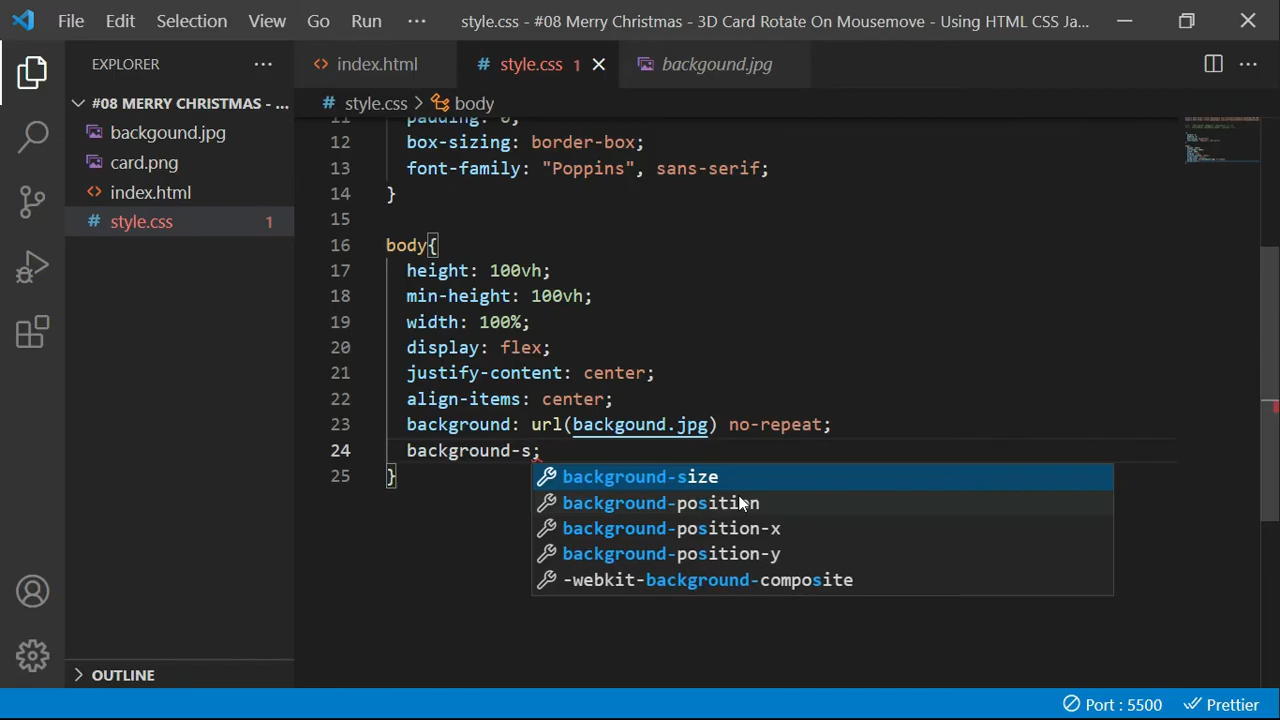 File Edit Selection View Go Run ··· style.css - #08 Merry Christmas - 3D Card Rotate On Mousemove - Using HTML CSS Ja...
EXPLORER ···
<> index.html # style.css 1 backgound.jpg ···
#08 MERRY CHRISTMAS - ...
# style.css > body
backgound.jpg
card.png
<> index.html
# style.css 1
11 padding: 0;
12 box-sizing: border-box;
13 font-family: "Poppins", sans-serif;
14 }
15
16 body{
17 height: 100vh;
18 min-height: 100vh;
19 width: 100%;
20 display: flex;
21 justify-content: center;
22 align-items: center;
23 background: url(backgound.jpg) no-repeat;
24 background-s;
25 }
background-size
background-position
background-position-x
background-position-y
-webkit-background-composite
OUTLINE
Port : 5500 Prettier